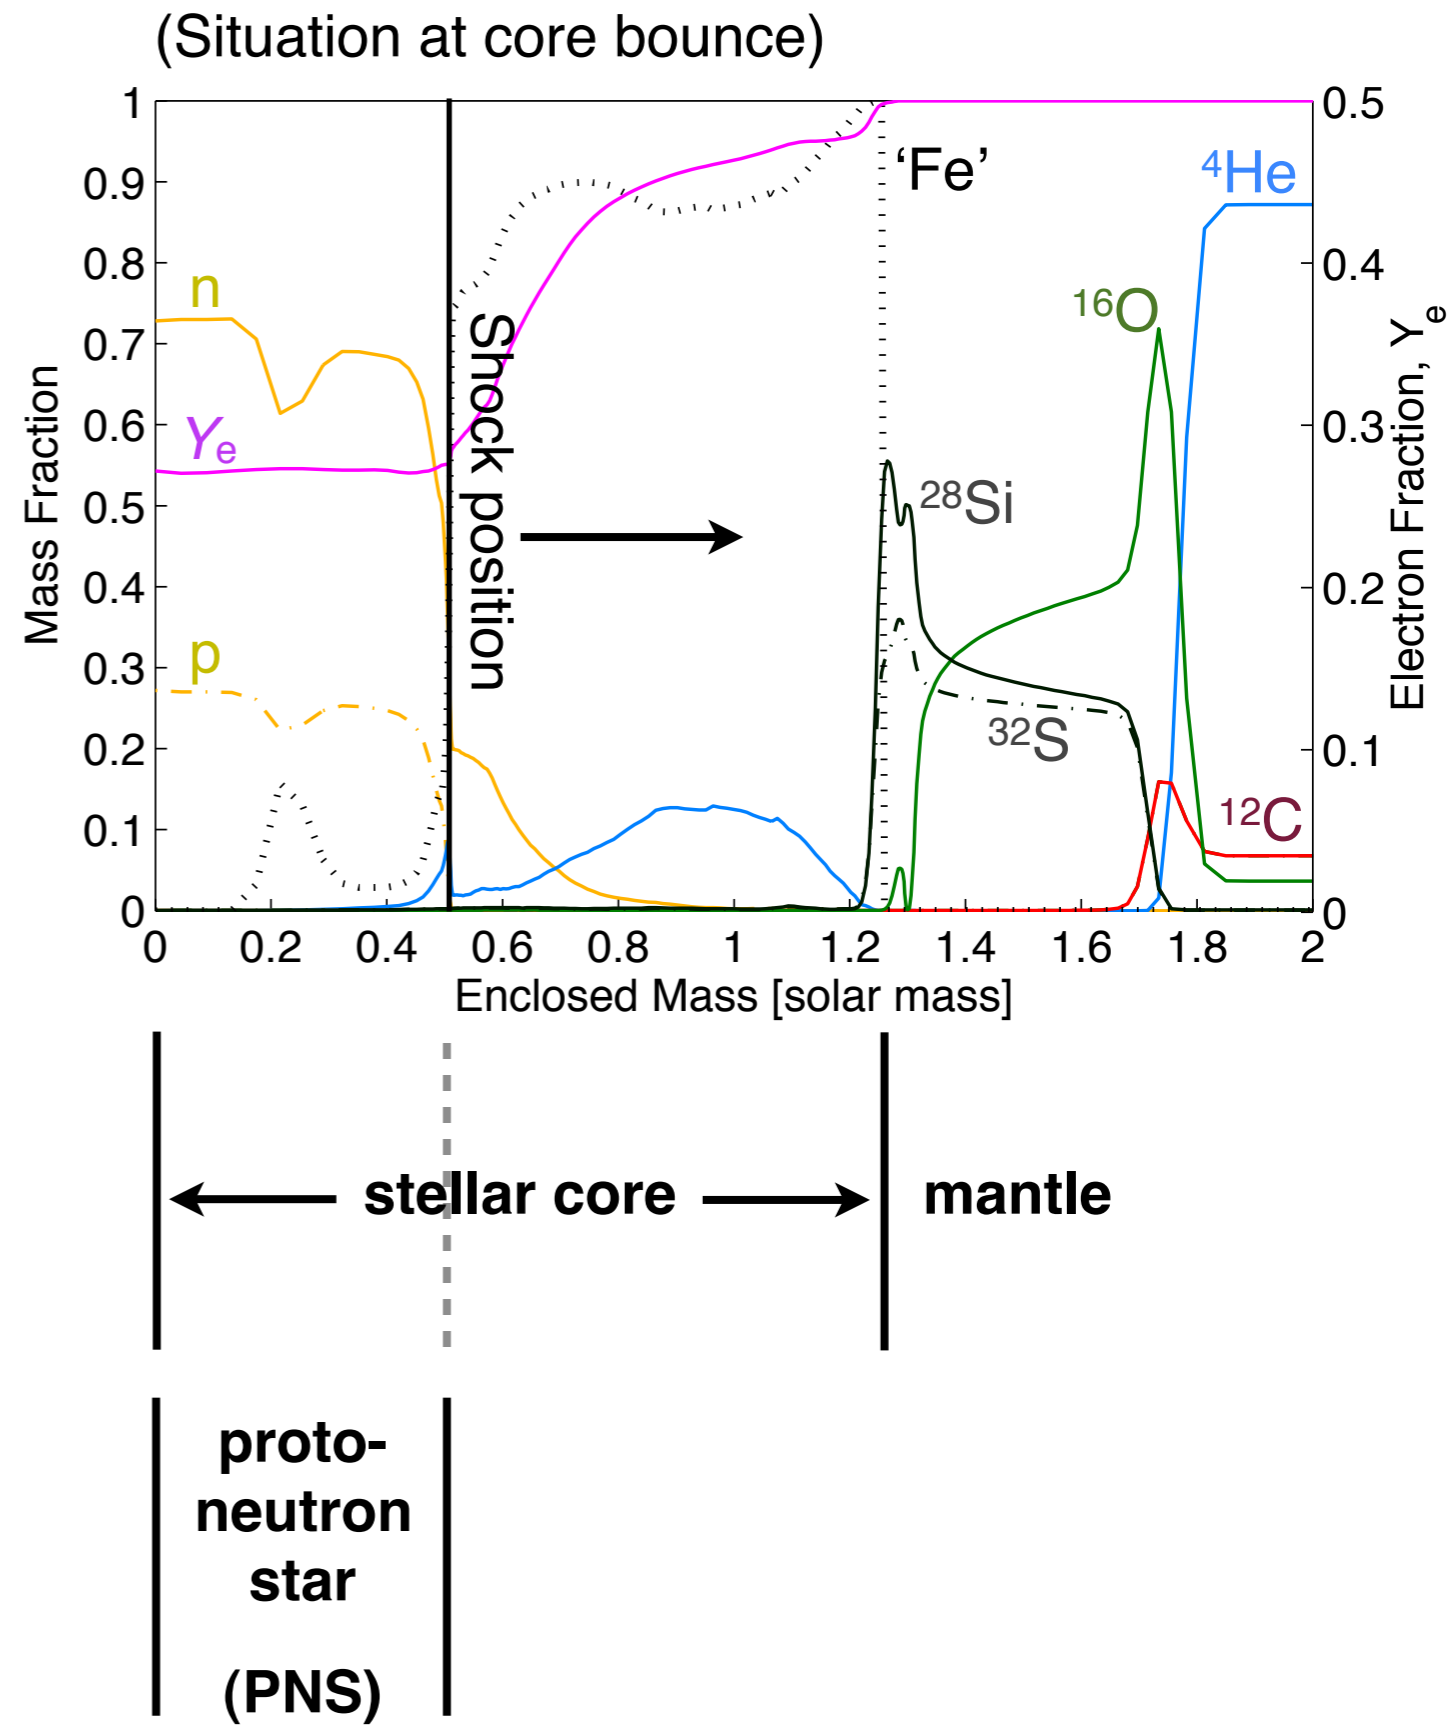 (Situation at core bounce)
1
0.9
0.8
0.7
0.6
0.5
0.4
0.3
0.2
0.1
0
Mass Fraction
0.5
0.4
0.3
0.2
0.1
0
Electron Fraction, Yₑ
n
Yₑ
p
Shock position
'Fe'
⁴He
¹⁶O
²⁸Si
³²S
¹²C
0 0.2 0.4 0.6 0.8 1 1.2 1.4 1.6 1.8 2
Enclosed Mass [solar mass]
stellar core
mantle
proto-
neutron
star
(PNS)